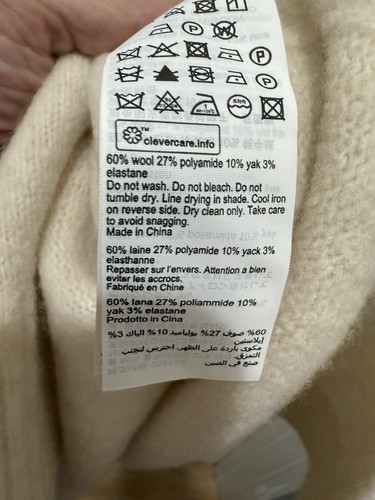 clevercare.info
60% wool 27% polyamide 10% yak 3%
elastane
Do not wash. Do not bleach. Do not
tumble dry. Line drying in shade. Cool iron
on reverse side. Dry clean only. Take care
to avoid snagging.
Made in China
60% laine 27% polyamide 10% yack 3%
elasthanne
Repasser sur l'envers. Attention a bien
eviter les accrocs.
Fabriqué en Chine
60% lana 27% poliammide 10%
yak 3% elastane
Prodotto in Cina
60% صوف 27% بولياميد 10% الياك 3%
إيلاستين
مكوى باردة على الظهر احترس لتجنب
التمزق.
صنع في الصين